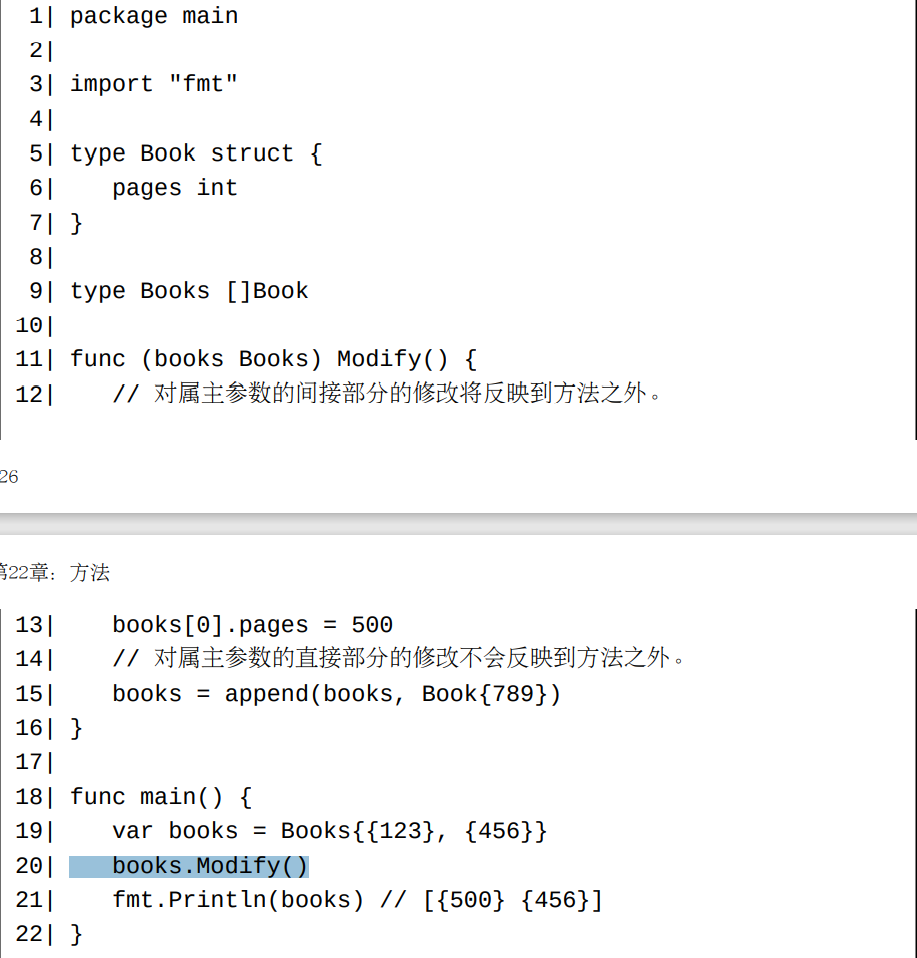 1| package main
2|
3| import "fmt"
4|
5| type Book struct {
6|    pages int
7| }
8|
9| type Books []Book
10|
11| func (books Books) Modify() {
12|    // 对属主参数的间接部分的修改将反映到方法之外。
26
第22章：方法
13|    books[0].pages = 500
14|    // 对属主参数的直接部分的修改不会反映到方法之外。
15|    books = append(books, Book{789})
16| }
17|
18| func main() {
19|    var books = Books{{123}, {456}}
20|    books.Modify()
21|    fmt.Println(books) // [{500} {456}]
22| }